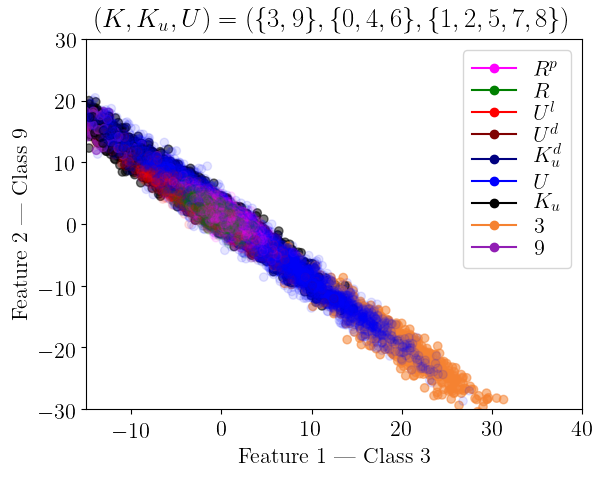 (K, K_u, U) = ({3, 9}, {0, 4, 6}, {1, 2, 5, 7, 8})
30
20
10
0
−10
−20
−30
Feature 2 — Class 9
R^p
R
U^l
U^d
K_u^d
U
K_u
3
9
−10
0
10
20
30
40
Feature 1 — Class 3